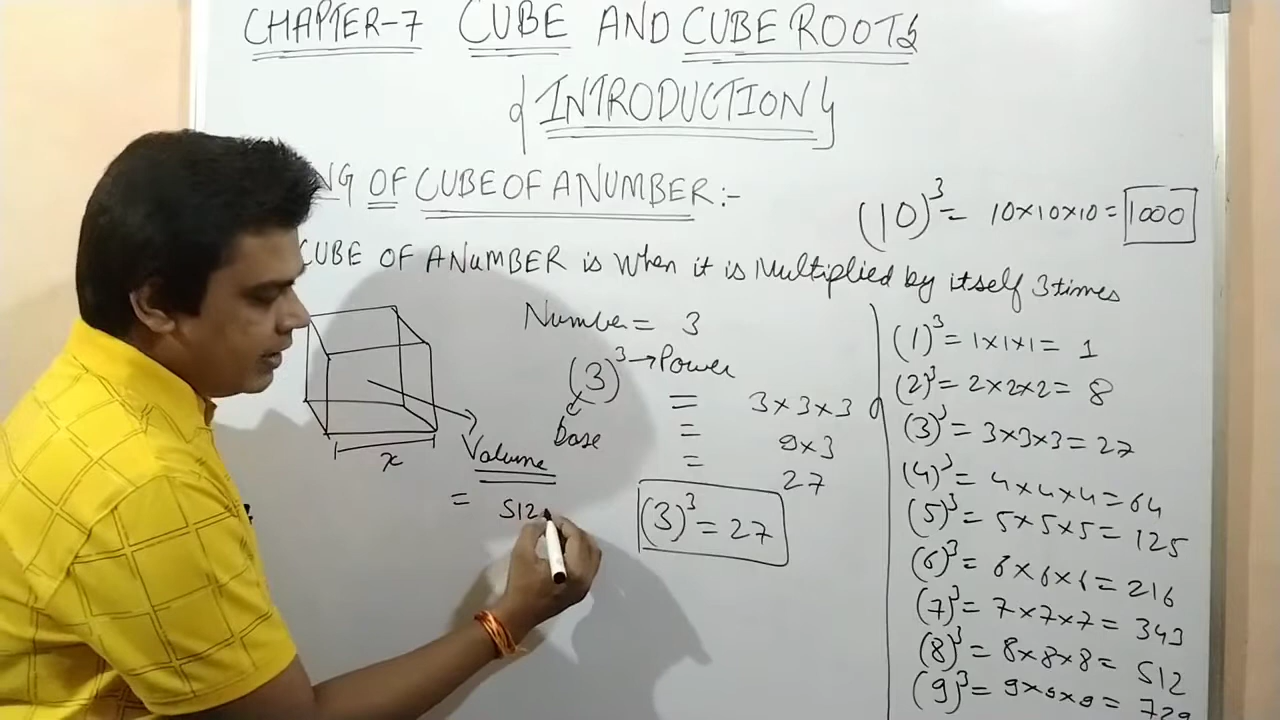 CHAPTER-7 CUBE AND CUBE ROOTS
{INTRODUCTION}
NG OF CUBE OF A NUMBER:-
CUBE OF A NUMBER is When it is Multiplied by itself 3 times
(10)³= 10×10×10= 1000
x
Volume
= 512
Number= 3
(3)³→Power
base
= 3×3×3
= 9×3
= 27
(3)³=27
(1)³= 1×1×1= 1
(2)³= 2×2×2= 8
(3)³= 3×3×3=27
(4)³= 4×4×4=64
(5)³= 5×5×5= 125
(6)³= 6×6×6= 216
(7)³= 7×7×7= 343
(8)³= 8×8×8= 512
(9)³= 9×9×9= 729